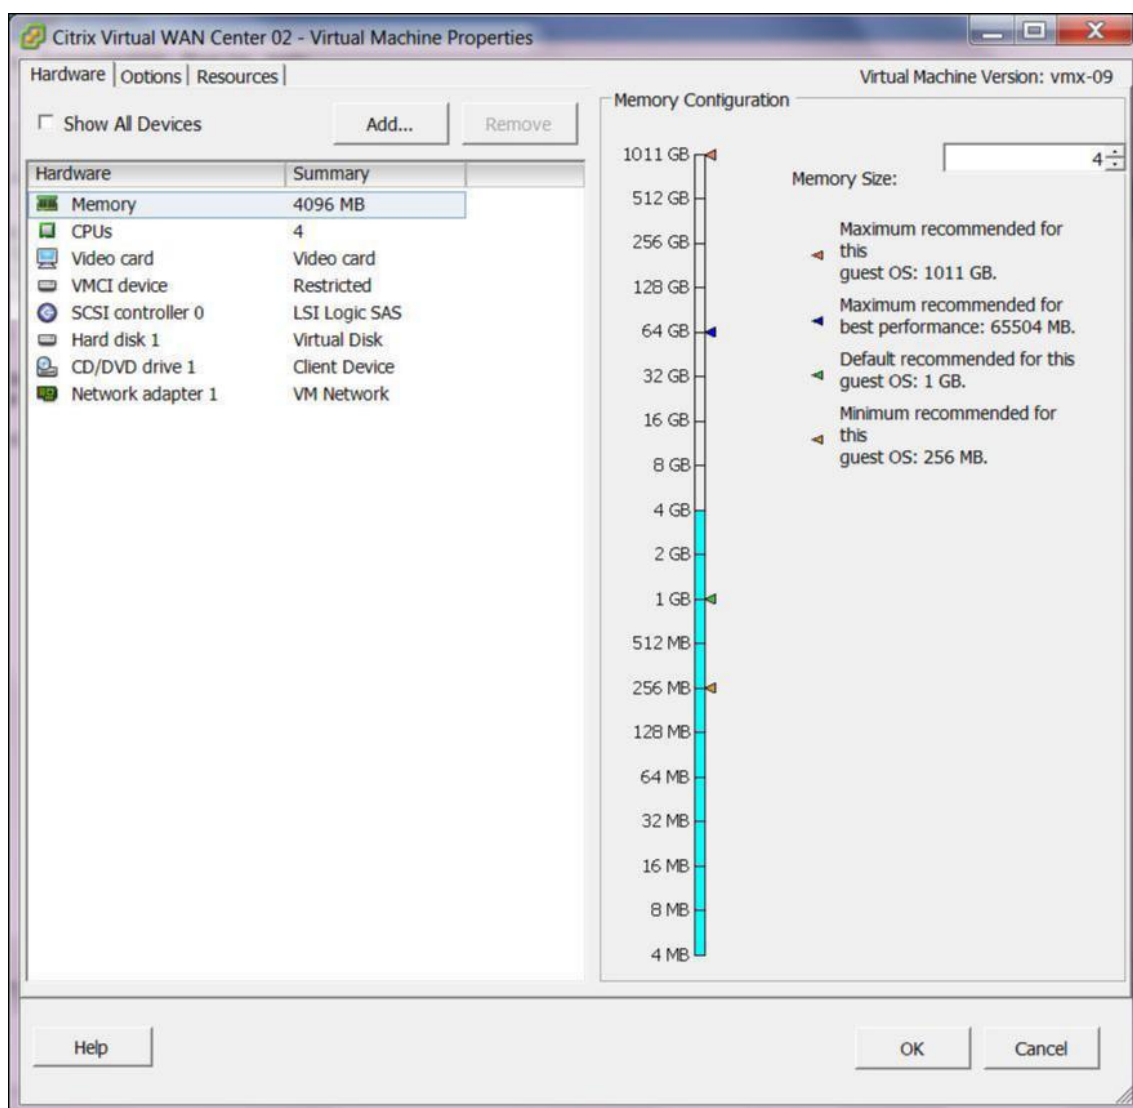 Citrix Virtual WAN Center 02 - Virtual Machine Properties
Hardware Options Resources
Virtual Machine Version: vmx-09
Show All Devices
Add...
Remove
Hardware Summary
Memory 4096 MB
CPUs 4
Video card Video card
VMCI device Restricted
SCSI controller 0 LSI Logic SAS
Hard disk 1 Virtual Disk
CD/DVD drive 1 Client Device
Network adapter 1 VM Network
Memory Configuration
1011 GB
512 GB
256 GB
128 GB
64 GB
32 GB
16 GB
8 GB
4 GB
2 GB
1 GB
512 MB
256 MB
128 MB
64 MB
32 MB
16 MB
8 MB
4 MB
4
Memory Size:
Maximum recommended for
this
guest OS: 1011 GB.
Maximum recommended for
best performance: 65504 MB.
Default recommended for this
guest OS: 1 GB.
Minimum recommended for
this
guest OS: 256 MB.
Help
OK
Cancel